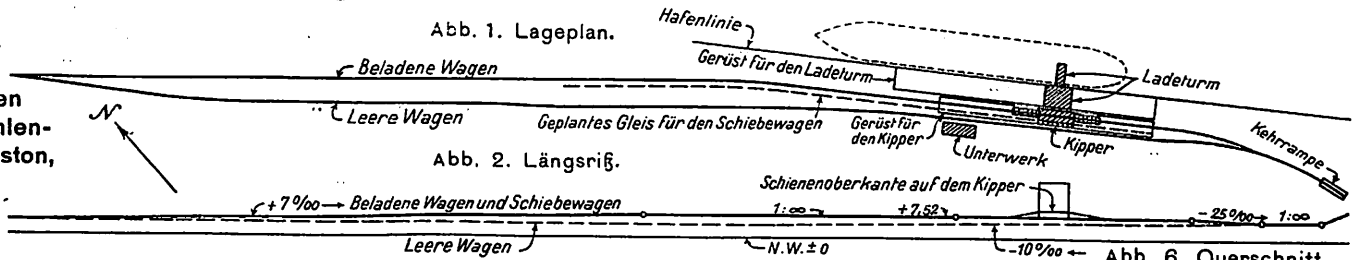 Abb. 1. Lageplan.
Hafenlinie
Beladene Wagen
Gerüst für den Ladeturm
Ladeturm
en
hlen-
ston,
N
Leere Wagen
Geplantes Gleis für den Schiebewagen
Gerüst für
den Kipper
Kipper
Unterwerk
Kehrrampe
Abb. 2. Längsriß.
Schienenoberkante auf dem Kipper
+7‰ Beladene Wagen und Schiebewagen
1:∞
+7,52
-25‰
1:∞
Leere Wagen
N.W.±0
-10‰
Abb. 6. Querschnitt